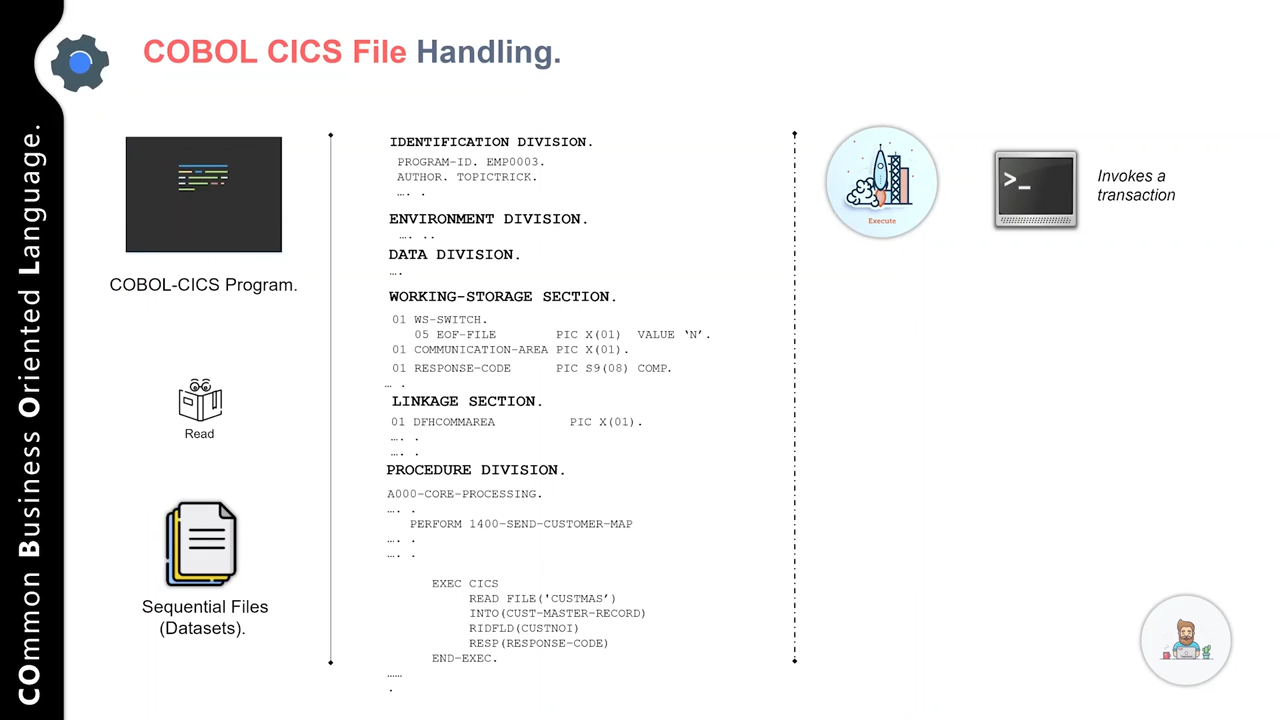 COBOL CICS File Handling.
COmmon Business Oriented Language.
COBOL-CICS Program.
Read
Sequential Files
(Datasets).
IDENTIFICATION DIVISION.
PROGRAM-ID. EMP0003.
AUTHOR. TOPICTRICK.
…. .
ENVIRONMENT DIVISION.
…. ..
DATA DIVISION.
….
WORKING-STORAGE SECTION.
01 WS-SWITCH.
05 EOF-FILE PIC X(01) VALUE ‘N’.
01 COMMUNICATION-AREA PIC X(01).
01 RESPONSE-CODE PIC S9(08) COMP.
… .
LINKAGE SECTION.
01 DFHCOMMAREA PIC X(01).
…. .
…. .
PROCEDURE DIVISION.
A000-CORE-PROCESSING.
…. .
PERFORM 1400-SEND-CUSTOMER-MAP
…. .
…. .
EXEC CICS
READ FILE('CUSTMAS’)
INTO(CUST-MASTER-RECORD)
RIDFLD(CUSTNOI)
RESP(RESPONSE-CODE)
END-EXEC.
……
.
Execute
>_
Invokes a
transaction